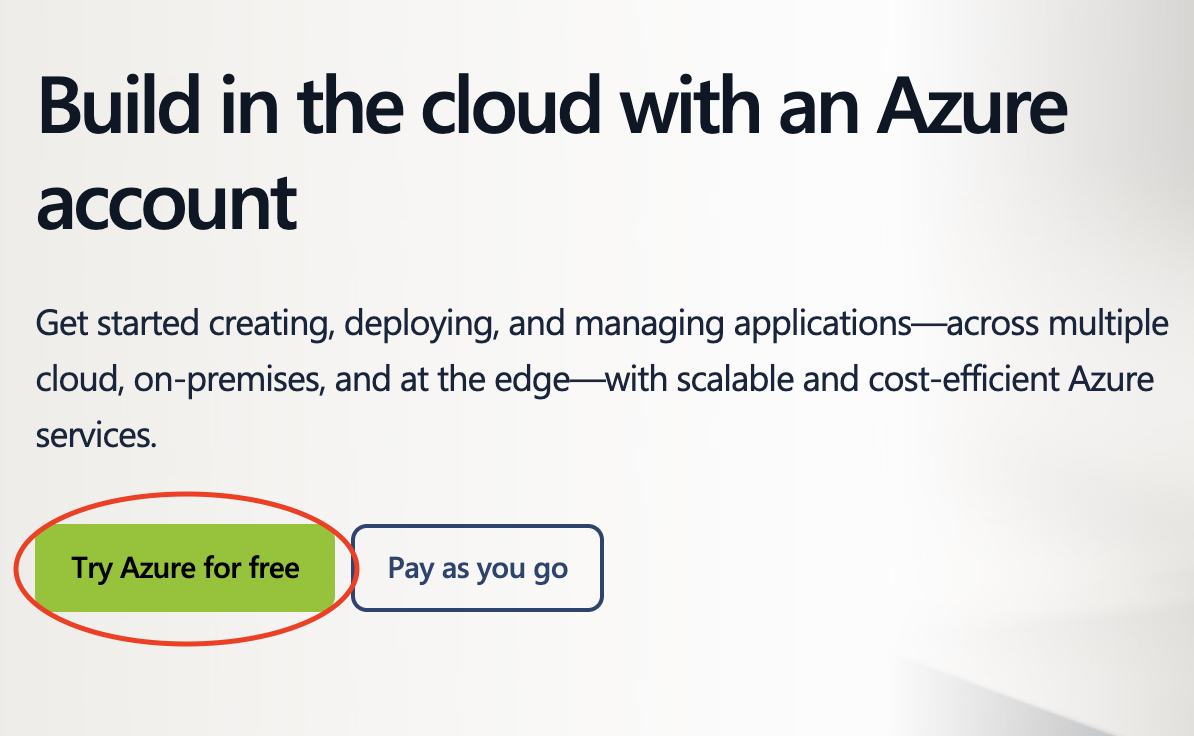 Build in the cloud with an Azure
account
Get started creating, deploying, and managing applications—across multiple
cloud, on-premises, and at the edge—with scalable and cost-efficient Azure
services.
Try Azure for free
Pay as you go